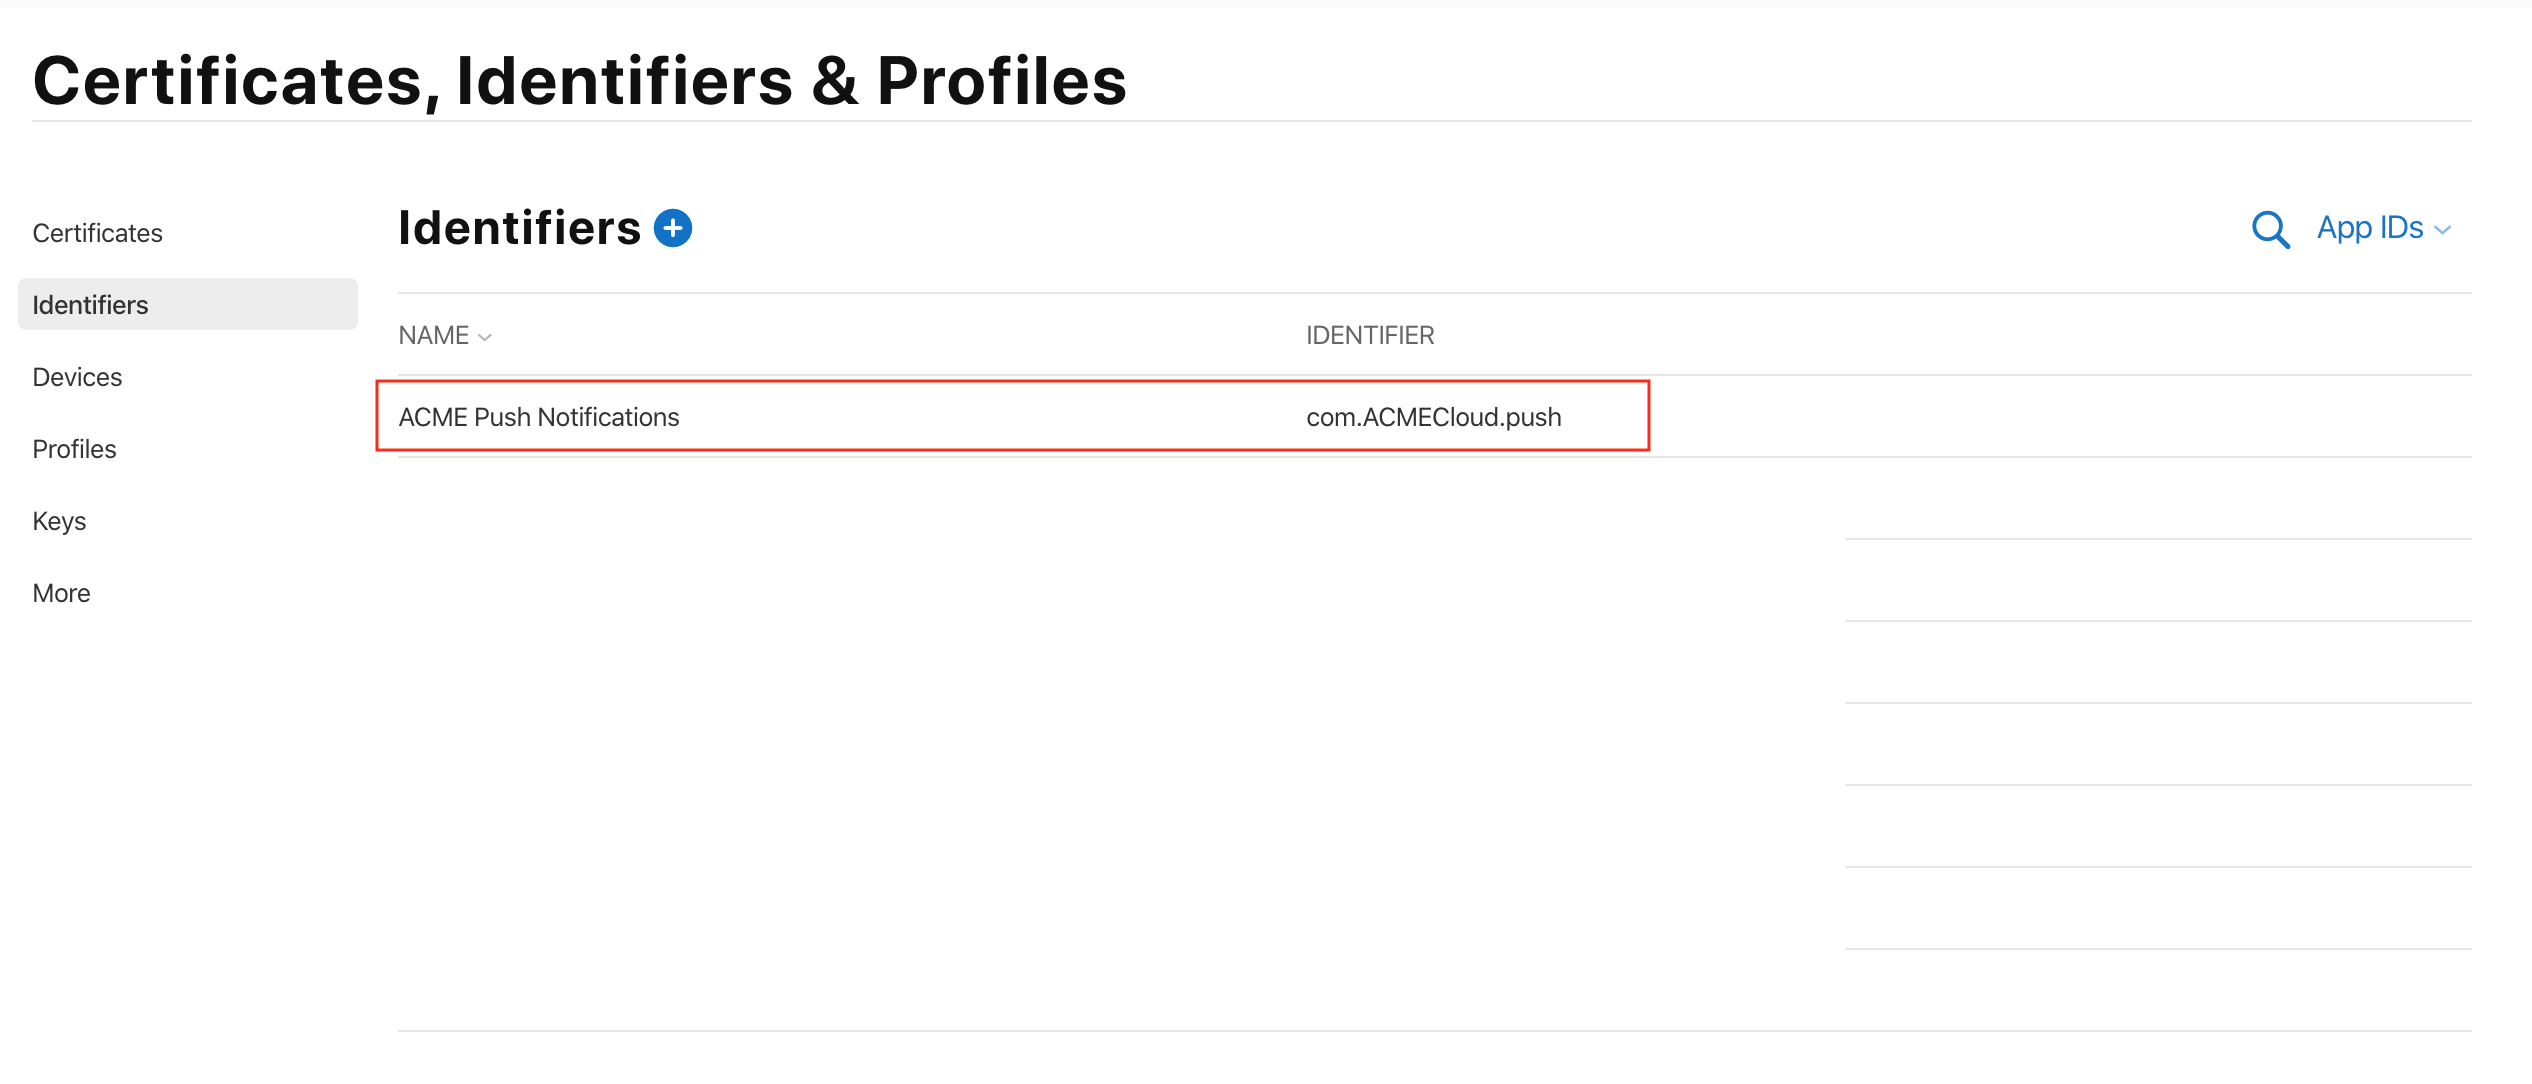 Certificates, Identifiers & Profiles
Certificates
Identifiers
Devices
Profiles
Keys
More
Identifiers
App IDs
NAME IDENTIFIER
ACME Push Notifications com.ACMECloud.push